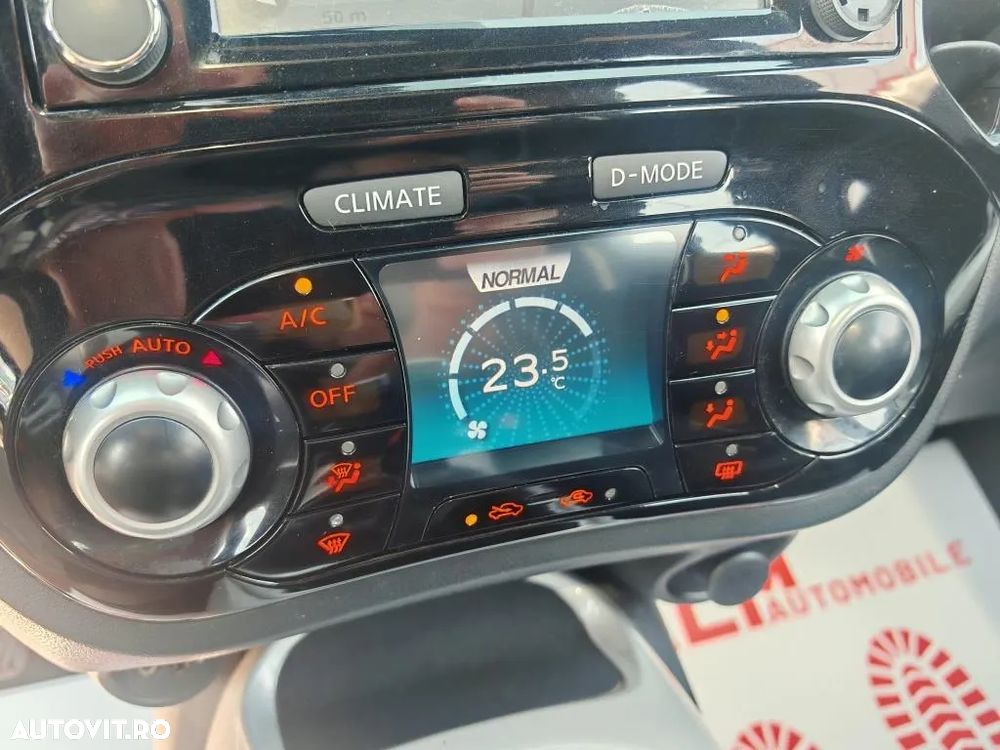 50 m
CLIMATE
D-MODE
NORMAL
A/C
PUSH AUTO
23.5
°C
OFF
AUTOMOBILE
AUTOVIT.RO